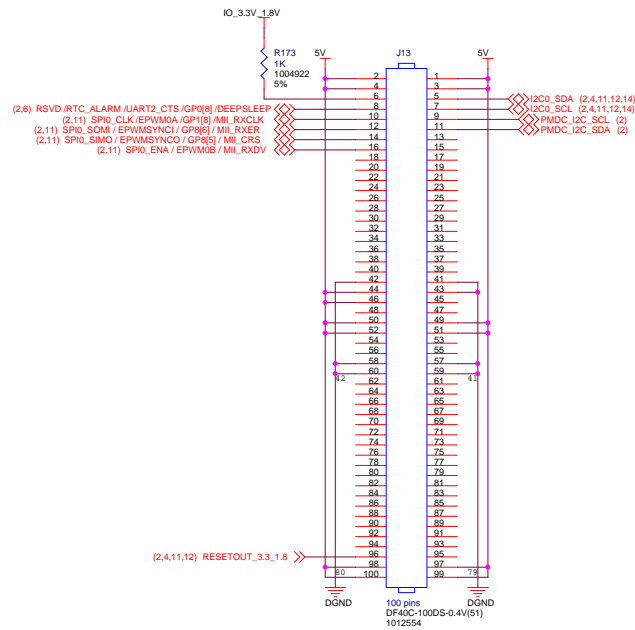 IO_3.3V_1.8V
R173
1K
1004922
5%
5V
J13
5V
2 1
4 3
6 5 I2C0_SDA (2,4,11,12,14)
(2,6) RSVD /RTC_ALARM /UART2_CTS /GP0[8] /DEEPSLEEP 8 7 I2C0_SCL (2,4,11,12,14)
(2,11) SPI0_CLK /EPWM0A /GP1[8] /MII_RXCLK 10 9 PMDC_I2C_SCL (2)
(2,11) SPI0_SOMI / EPWMSYNCI / GP8[6] / MII_RXER 12 11 PMDC_I2C_SDA (2)
(2,11) SPI0_SIMO / EPWMSYNCO / GP8[5] / MII_CRS 14 13
(2,11) SPI0_ENA / EPWM0B / MII_RXDV 16 15
18 17
20 19
22 21
24 23
26 25
28 27
30 29
32 31
34 33
36 35
38 37
40 39
42 41
44 43
46 45
48 47
50 49
52 51
54 53
56 55
58 57
60 59
42 41
62 61
64 63
66 65
68 67
70 69
72 71
74 73
76 75
78 77
80 79
82 81
84 83
86 85
88 87
90 89
92 91
94 93
(2,4,11,12) RESETOUT_3.3_1.8 96 95
98 97
80 79
100 99
DGND
DGND
100 pins
DF40C-100DS-0.4V(51)
1012554